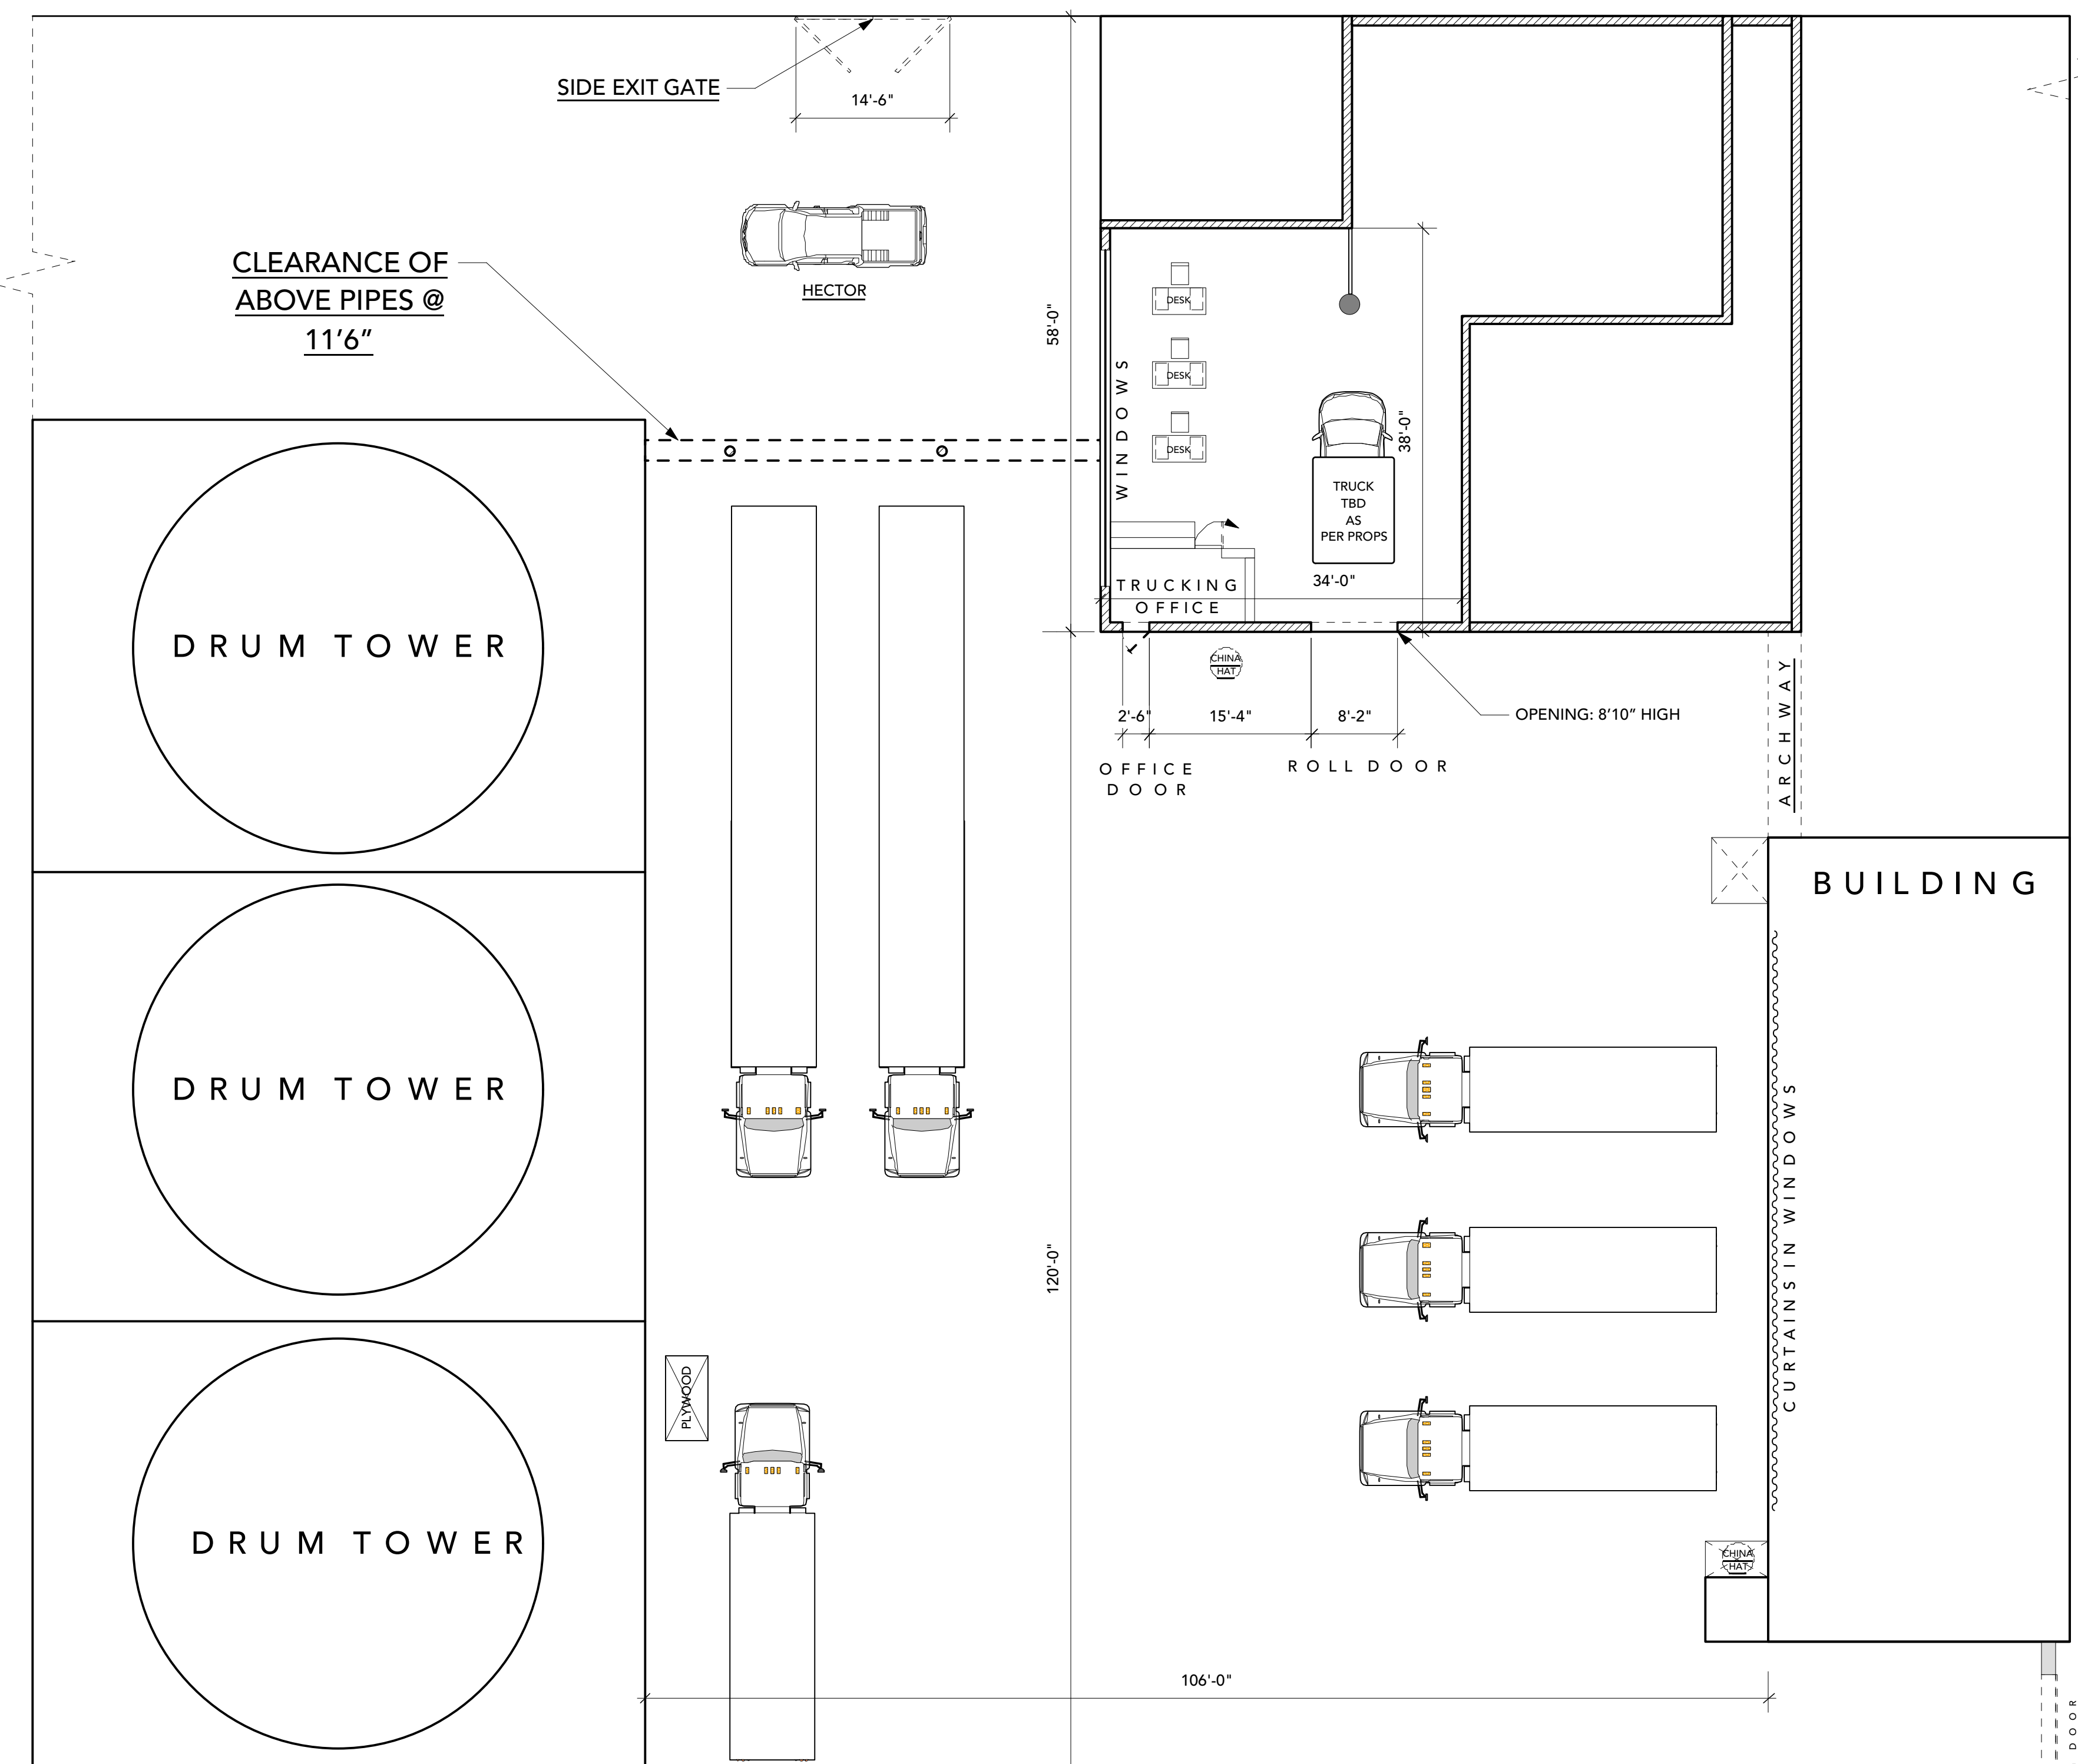 SIDE EXIT GATE
14'-6"
CLEARANCE OF
ABOVE PIPES @
11'6"
HECTOR
58'-0"
DESK
DESK
DESK
WINDOWS
38'-0"
TRUCK
TBD
AS
PER PROPS
34'-0"
TRUCKING
OFFICE
DRUM TOWER
CHINA
HAT
2'-6"
15'-4"
8'-2"
OPENING: 8'10" HIGH
OFFICE
DOOR
ROLL DOOR
ARCHWAY
BUILDING
DRUM TOWER
CURTAINS IN WINDOWS
120'-0"
PLYWOOD
DRUM TOWER
CHINA
HAT
106'-0"
DOOR